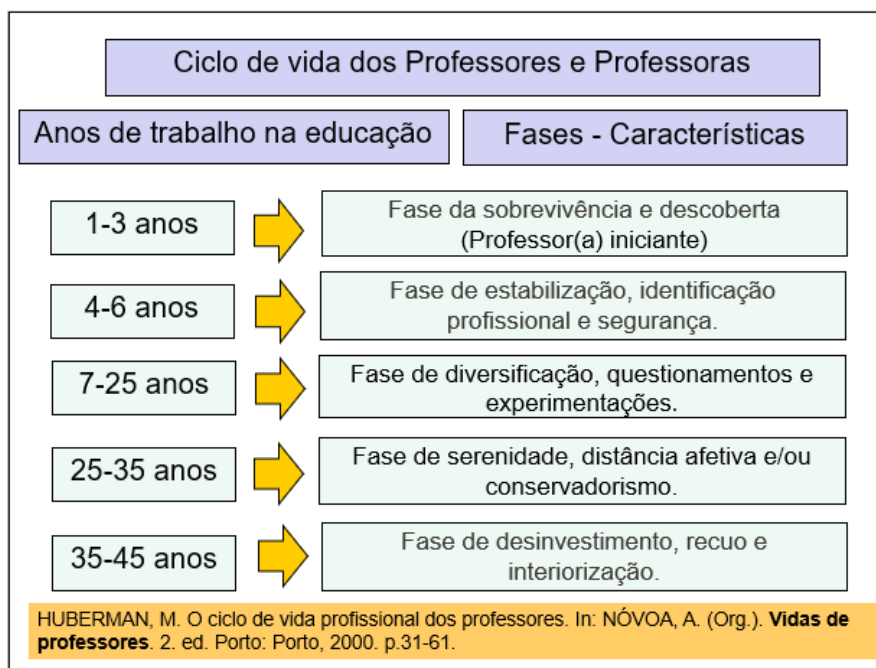 Ciclo de vida dos Professores e Professoras
Anos de trabalho na educação
Fases - Características
1-3 anos
Fase da sobrevivência e descoberta
(Professor(a) iniciante)
4-6 anos
Fase de estabilização, identificação
profissional e segurança.
7-25 anos
Fase de diversificação, questionamentos e
experimentações.
25-35 anos
Fase de serenidade, distância afetiva e/ou
conservadorismo.
35-45 anos
Fase de desinvestimento, recuo e
interiorização.
HUBERMAN, M. O ciclo de vida profissional dos professores. In: NÓVOA, A. (Org.). Vidas de
professores. 2. ed. Porto: Porto, 2000. p.31-61.